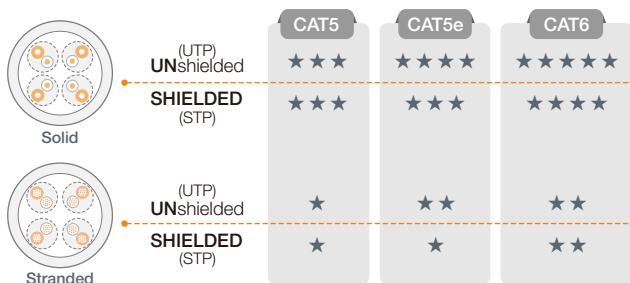 CAT5 CAT5e CAT6
(UTP)
UNshielded ★★★ ★★★★ ★★★★★
SHIELDED ★★★ ★★★ ★★★★
(STP)
Solid
(UTP)
UNshielded ★ ★★ ★★
SHIELDED ★ ★ ★★
(STP)
Stranded